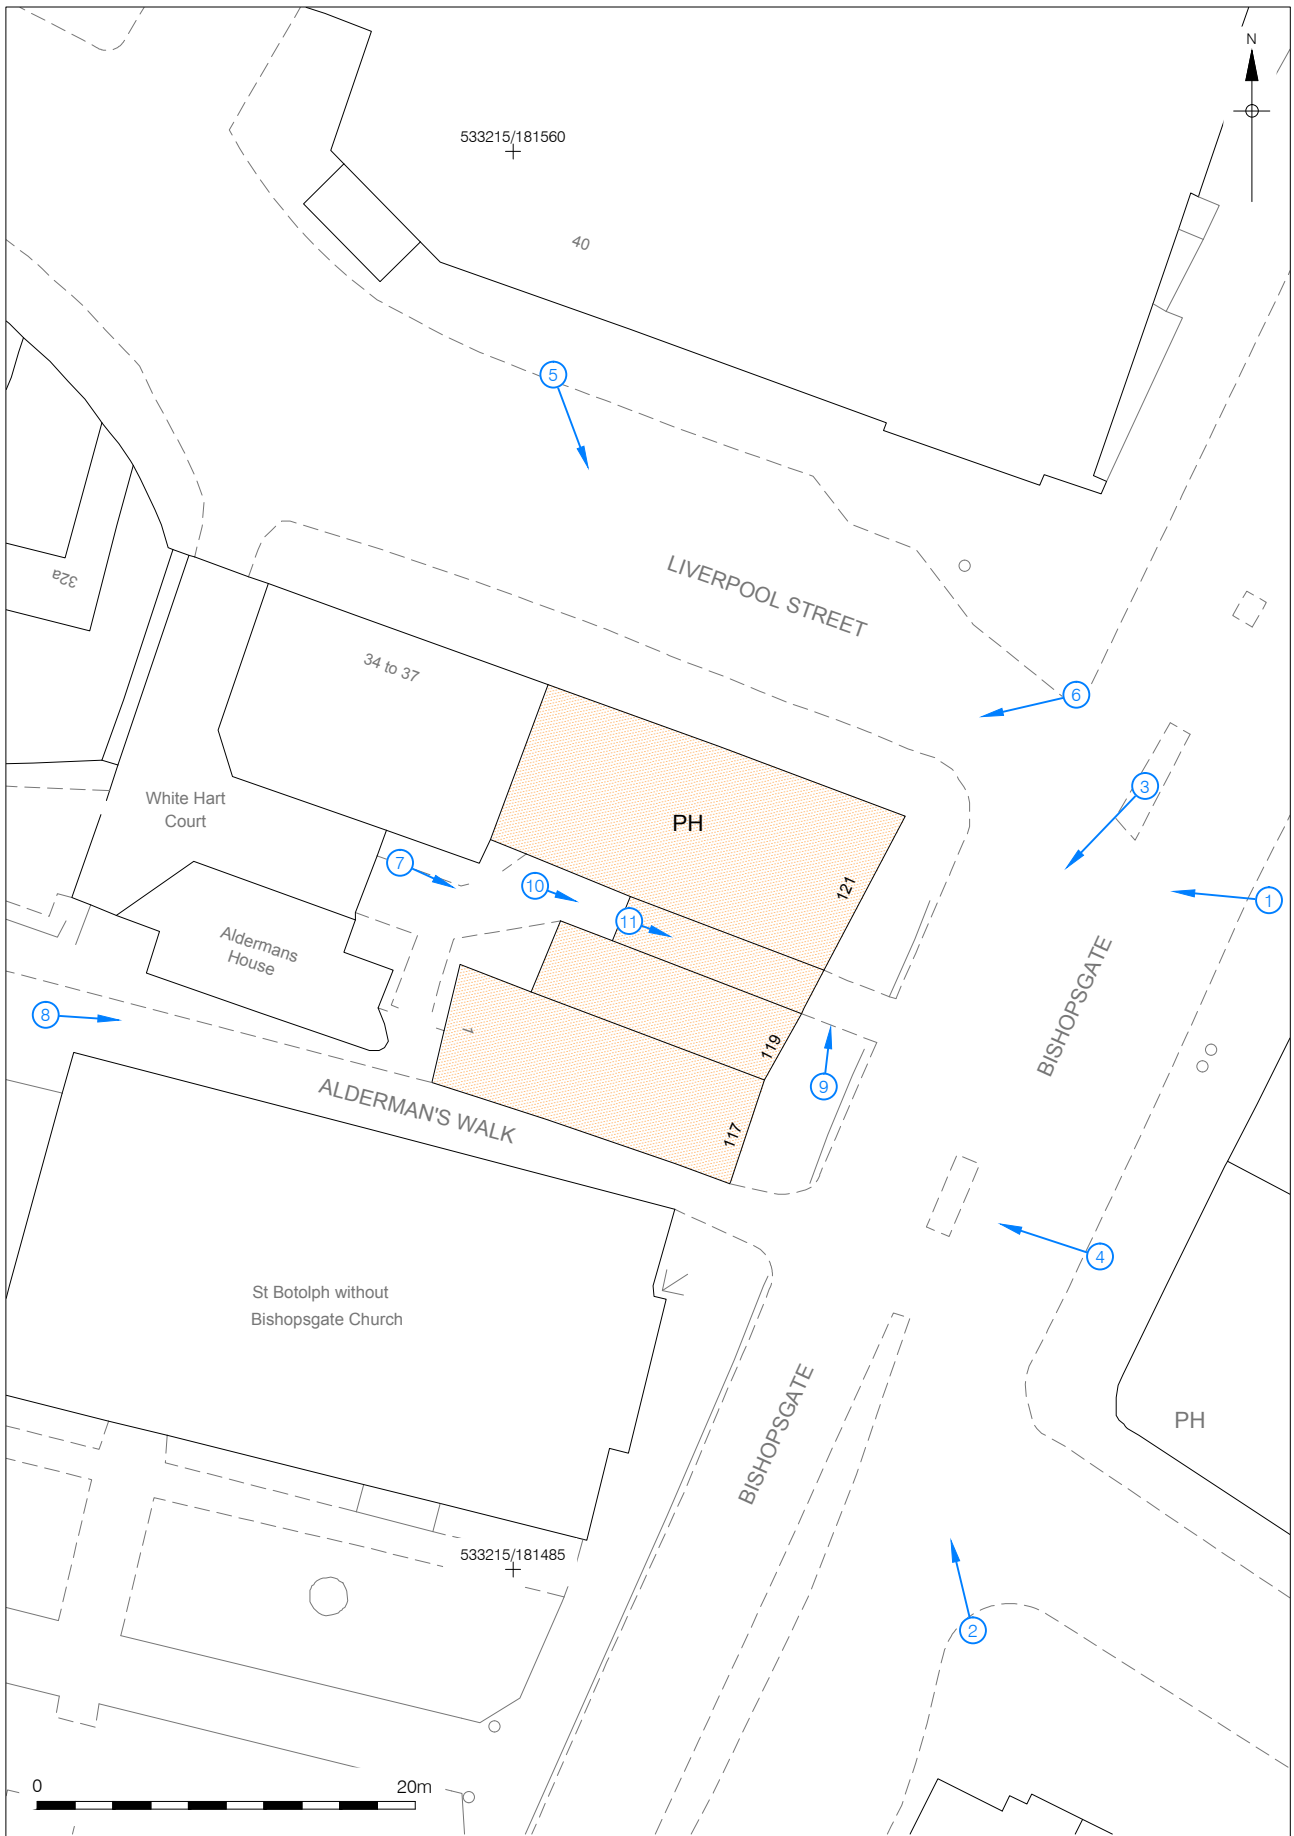 N
533215/181560
40
5
LIVERPOOL STREET
32a
34 to 37
6
3
White Hart
Court
PH
7
10
121
1
11
Aldermans
House
BISHOPSGATE
8
1
119
9
ALDERMAN'S WALK
117
4
St Botolph without
Bishopsgate Church
BISHOPSGATE
PH
533215/181485
2
0
20m